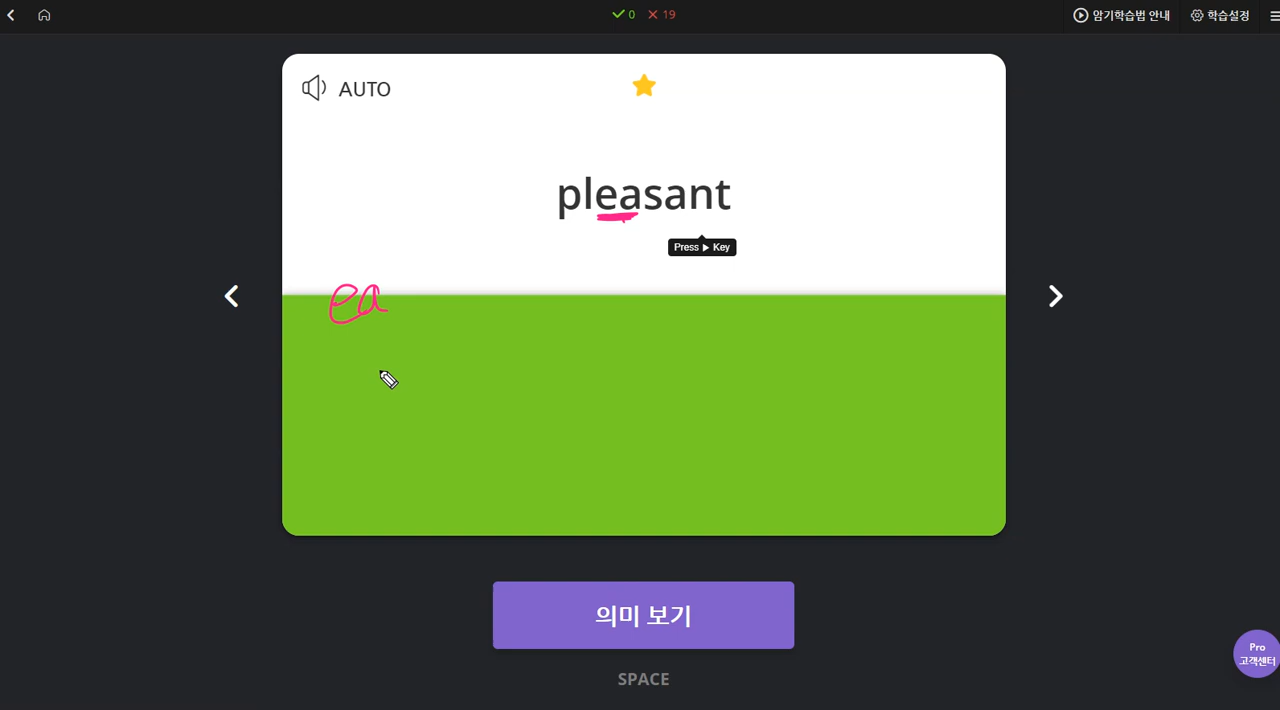 0 19 암기학습법 안내 학습설정
AUTO
pleasant
Press ▶ Key
ea
의미 보기
SPACE
Pro
고객센터